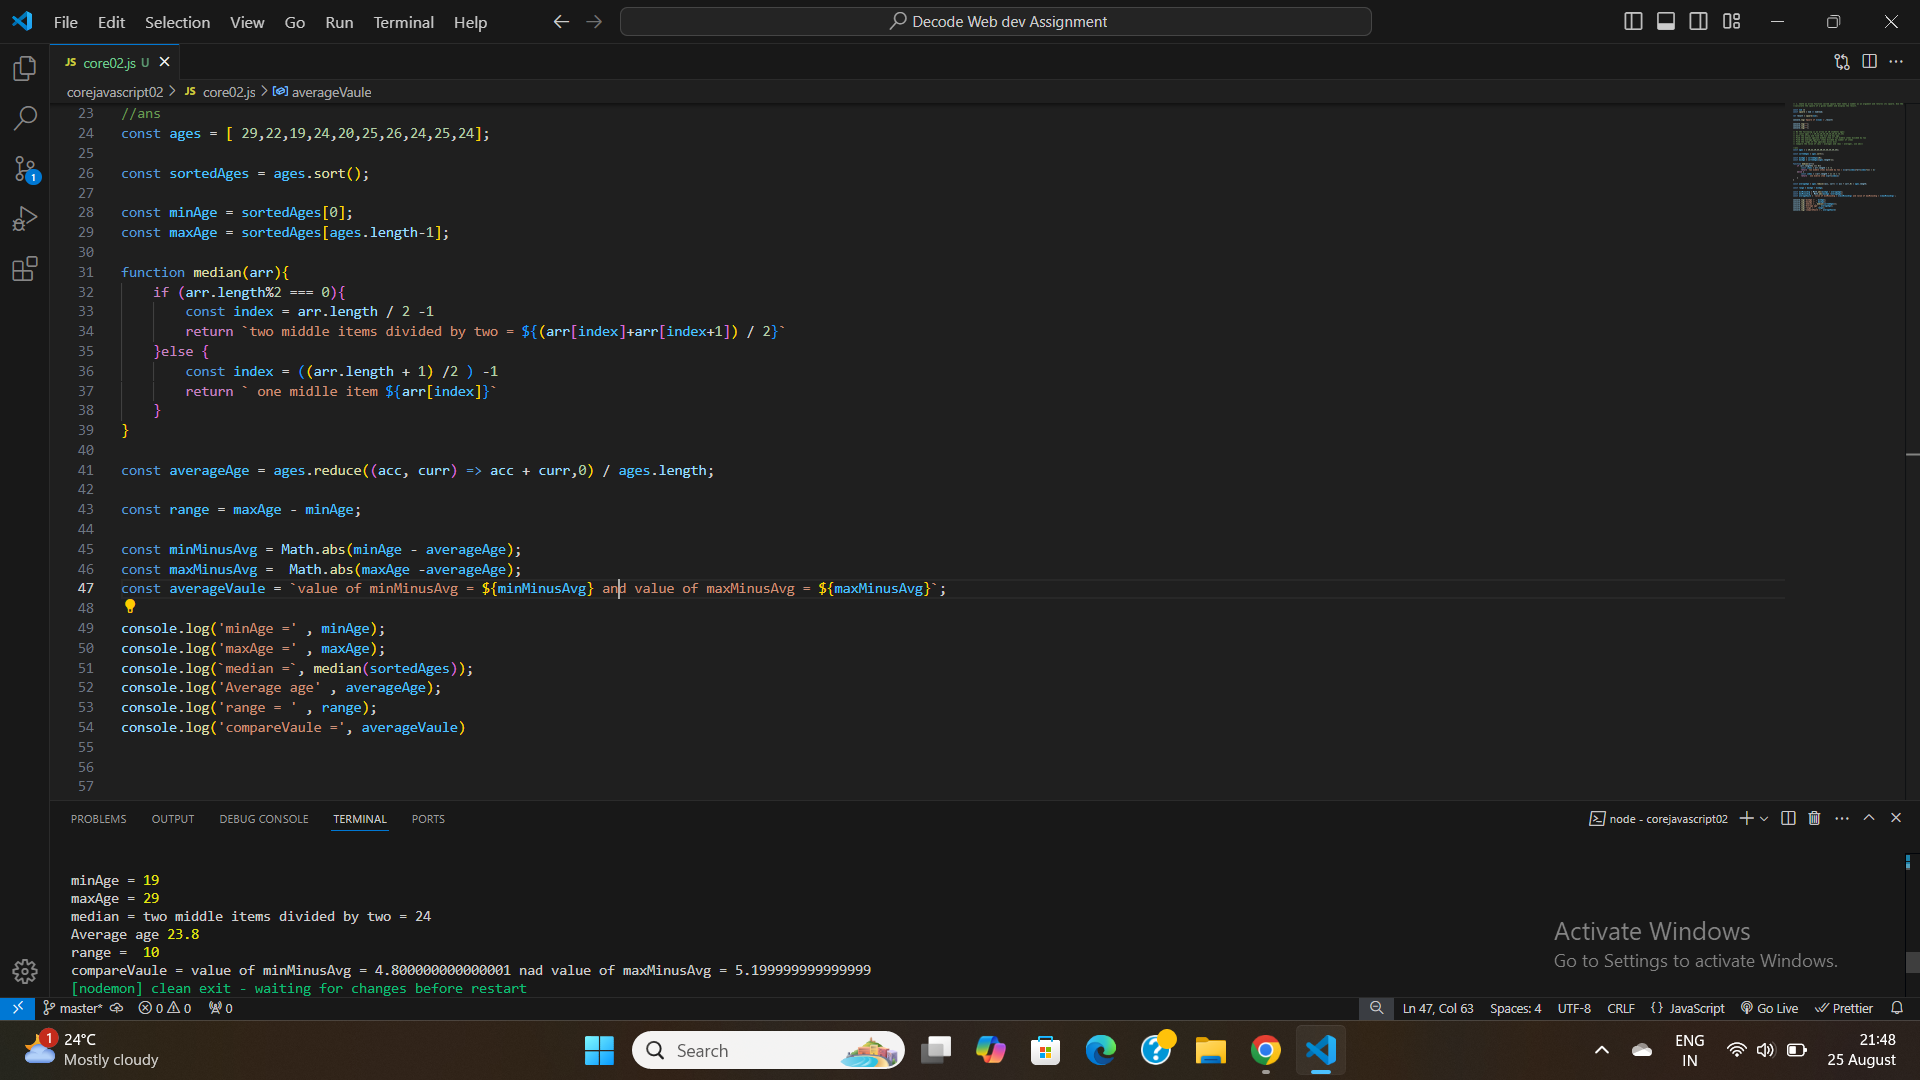 File Edit Selection View Go Run Terminal Help
Decode Web dev Assignment
JS core02.js U
corejavascript02 > JS core02.js > averageVaule
23 //ans
24 const ages = [ 29,22,19,24,20,25,26,24,25,24];
25
26 const sortedAges = ages.sort();
27
28 const minAge = sortedAges[0];
29 const maxAge = sortedAges[ages.length-1];
30
31 function median(arr){
32 if (arr.length%2 === 0){
33 const index = arr.length / 2 -1
34 return `two middle items divided by two = ${(arr[index]+arr[index+1]) / 2}`
35 }else {
36 const index = ((arr.length + 1) /2 ) -1
37 return ` one midlle item ${arr[index]}`
38 }
39 }
40
41 const averageAge = ages.reduce((acc, curr) => acc + curr,0) / ages.length;
42
43 const range = maxAge - minAge;
44
45 const minMinusAvg = Math.abs(minAge - averageAge);
46 const maxMinusAvg =  Math.abs(maxAge -averageAge);
47 const averageVaule = `value of minMinusAvg = ${minMinusAvg} and value of maxMinusAvg = ${maxMinusAvg}`;
48
49 console.log('minAge =' , minAge);
50 console.log('maxAge =' , maxAge);
51 console.log(`median =`, median(sortedAges));
52 console.log('Average age' , averageAge);
53 console.log('range = ' , range);
54 console.log('compareVaule =', averageVaule)
55
56
57
PROBLEMS OUTPUT DEBUG CONSOLE TERMINAL PORTS
node - corejavascript02
minAge = 19
maxAge = 29
median = two middle items divided by two = 24
Average age 23.8
range =  10
compareVaule = value of minMinusAvg = 4.800000000000001 nad value of maxMinusAvg = 5.199999999999999
[nodemon] clean exit - waiting for changes before restart
Activate Windows
Go to Settings to activate Windows.
master* 0 0 0 Ln 47, Col 63 Spaces: 4 UTF-8 CRLF {} JavaScript Go Live Prettier
1 24°C
Mostly cloudy
Search
ENG
IN
21:48
25 August